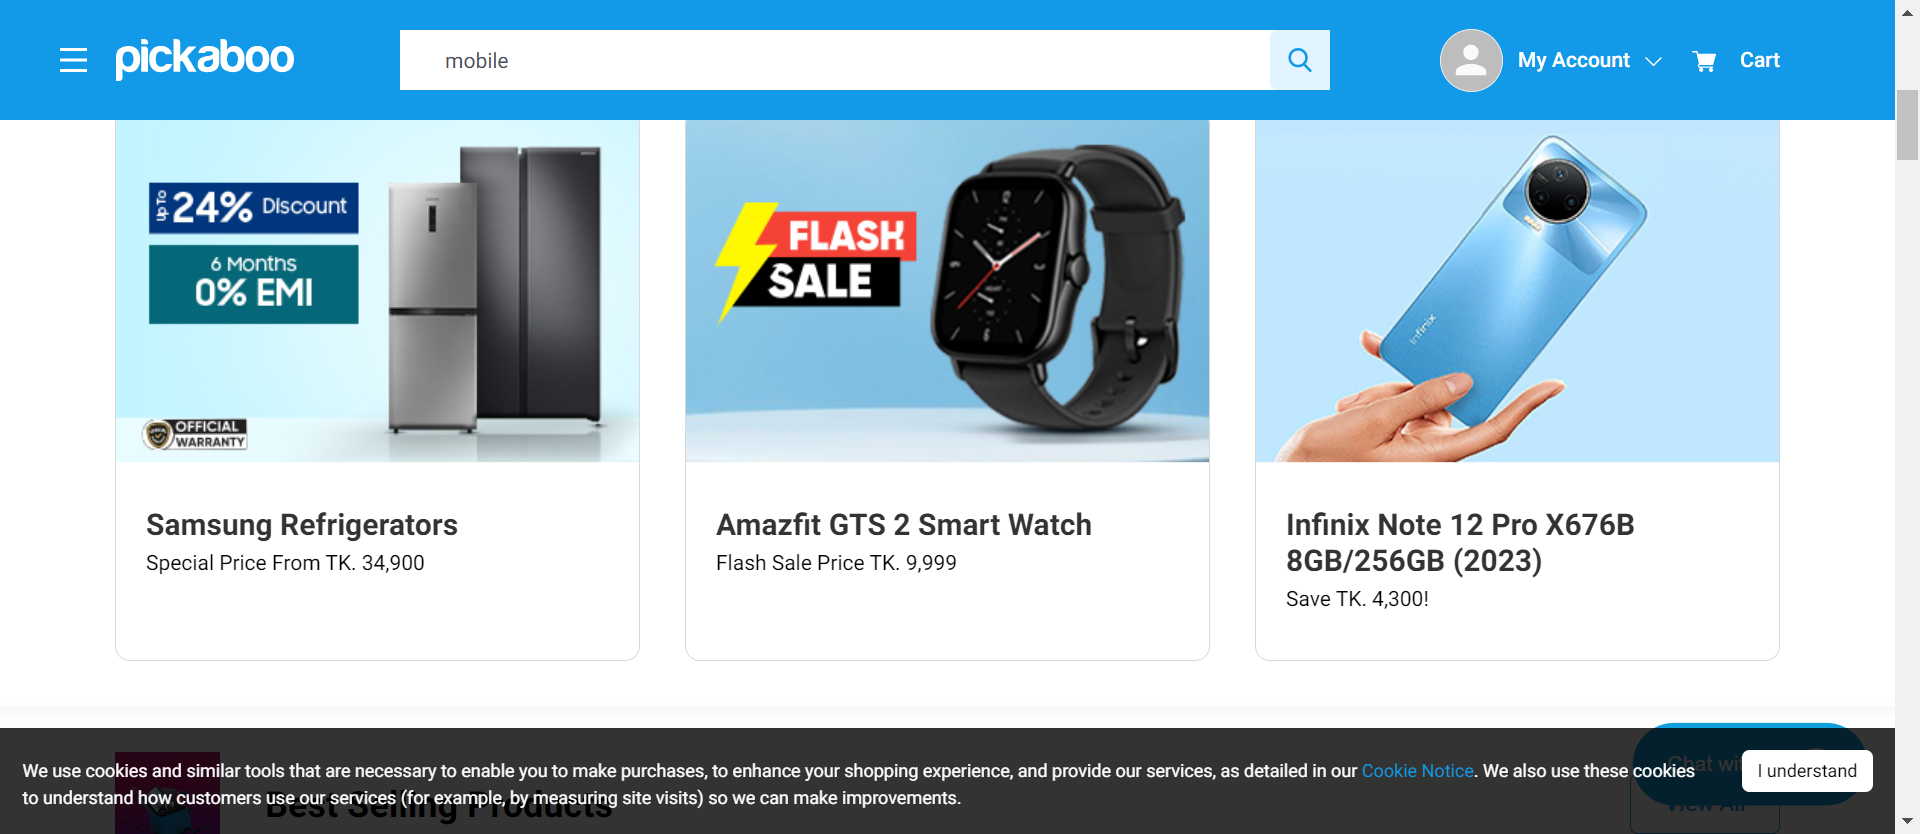 pickaboo
mobile
My Account
Cart
Up To
24% Discount
6 Months
0% EMI
OFFICIAL
WARRANTY
FLASH
SALE
Infinix
Samsung Refrigerators
Special Price From TK. 34,900
Amazfit GTS 2 Smart Watch
Flash Sale Price TK. 9,999
Infinix Note 12 Pro X676B
8GB/256GB (2023)
Save TK. 4,300!
We use cookies and similar tools that are necessary to enable you to make purchases, to enhance your shopping experience, and provide our services, as detailed in our Cookie Notice. We also use these cookies
to understand how customers use our services (for example, by measuring site visits) so we can make improvements.
I understand
Chat wi
Best Selling Products
View All